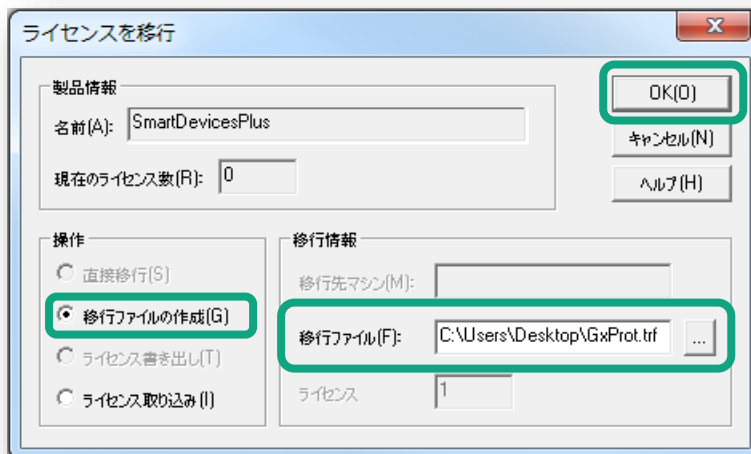 ライセンスを移行
製品情報
名前(A): SmartDevicesPlus
現在のライセンス数(R): 0
OK(O)
キャンセル(N)
ヘルプ(H)
操作
直接移行(S)
移行ファイルの作成(G)
ライセンス書き出し(T)
ライセンス取り込み(I)
移行情報
移行先マシン(M):
移行ファイル(F): C:\Users\Desktop\GxProt.trf ...
ライセンス 1